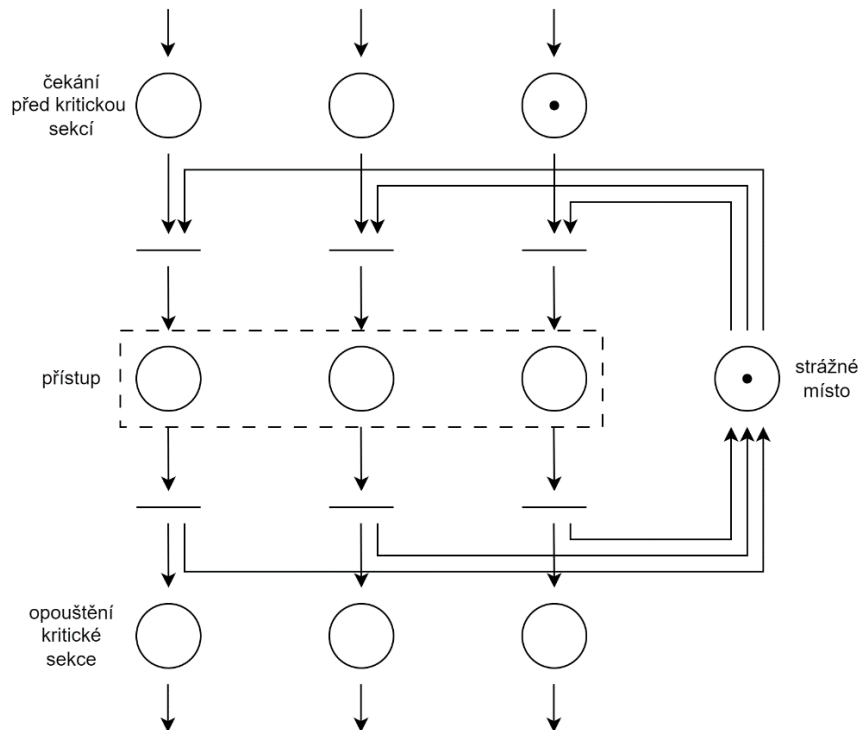 čekání
před kritickou
sekcí
přístup
strážné
místo
opouštění
kritické
sekce